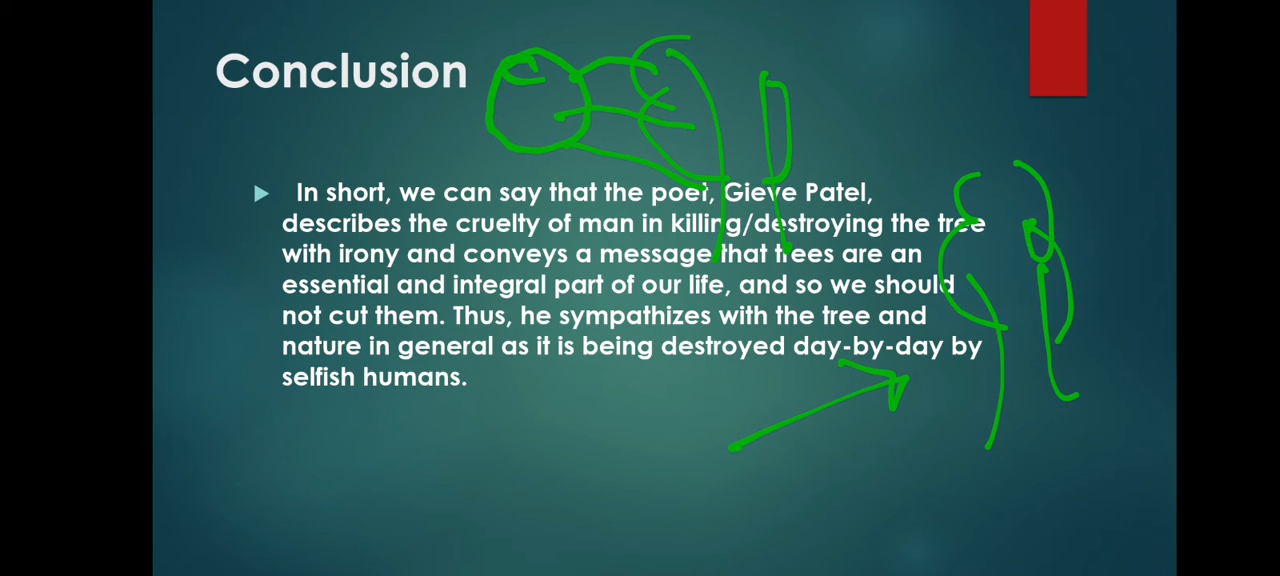 Conclusion
In short, we can say that the poet, Gieve Patel,
describes the cruelty of man in killing/destroying the tree
with irony and conveys a message that trees are an
essential and integral part of our life, and so we should
not cut them. Thus, he sympathizes with the tree and
nature in general as it is being destroyed day-by-day by
selfish humans.